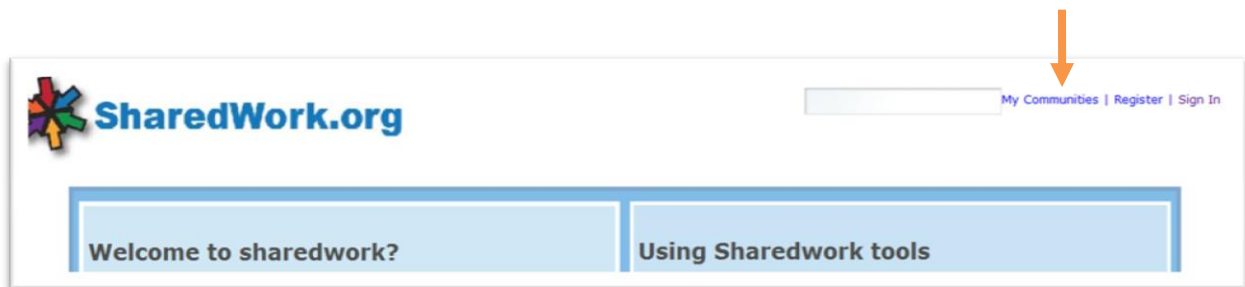 SharedWork.org
My Communities | Register | Sign In
Welcome to sharedwork?
Using Sharedwork tools